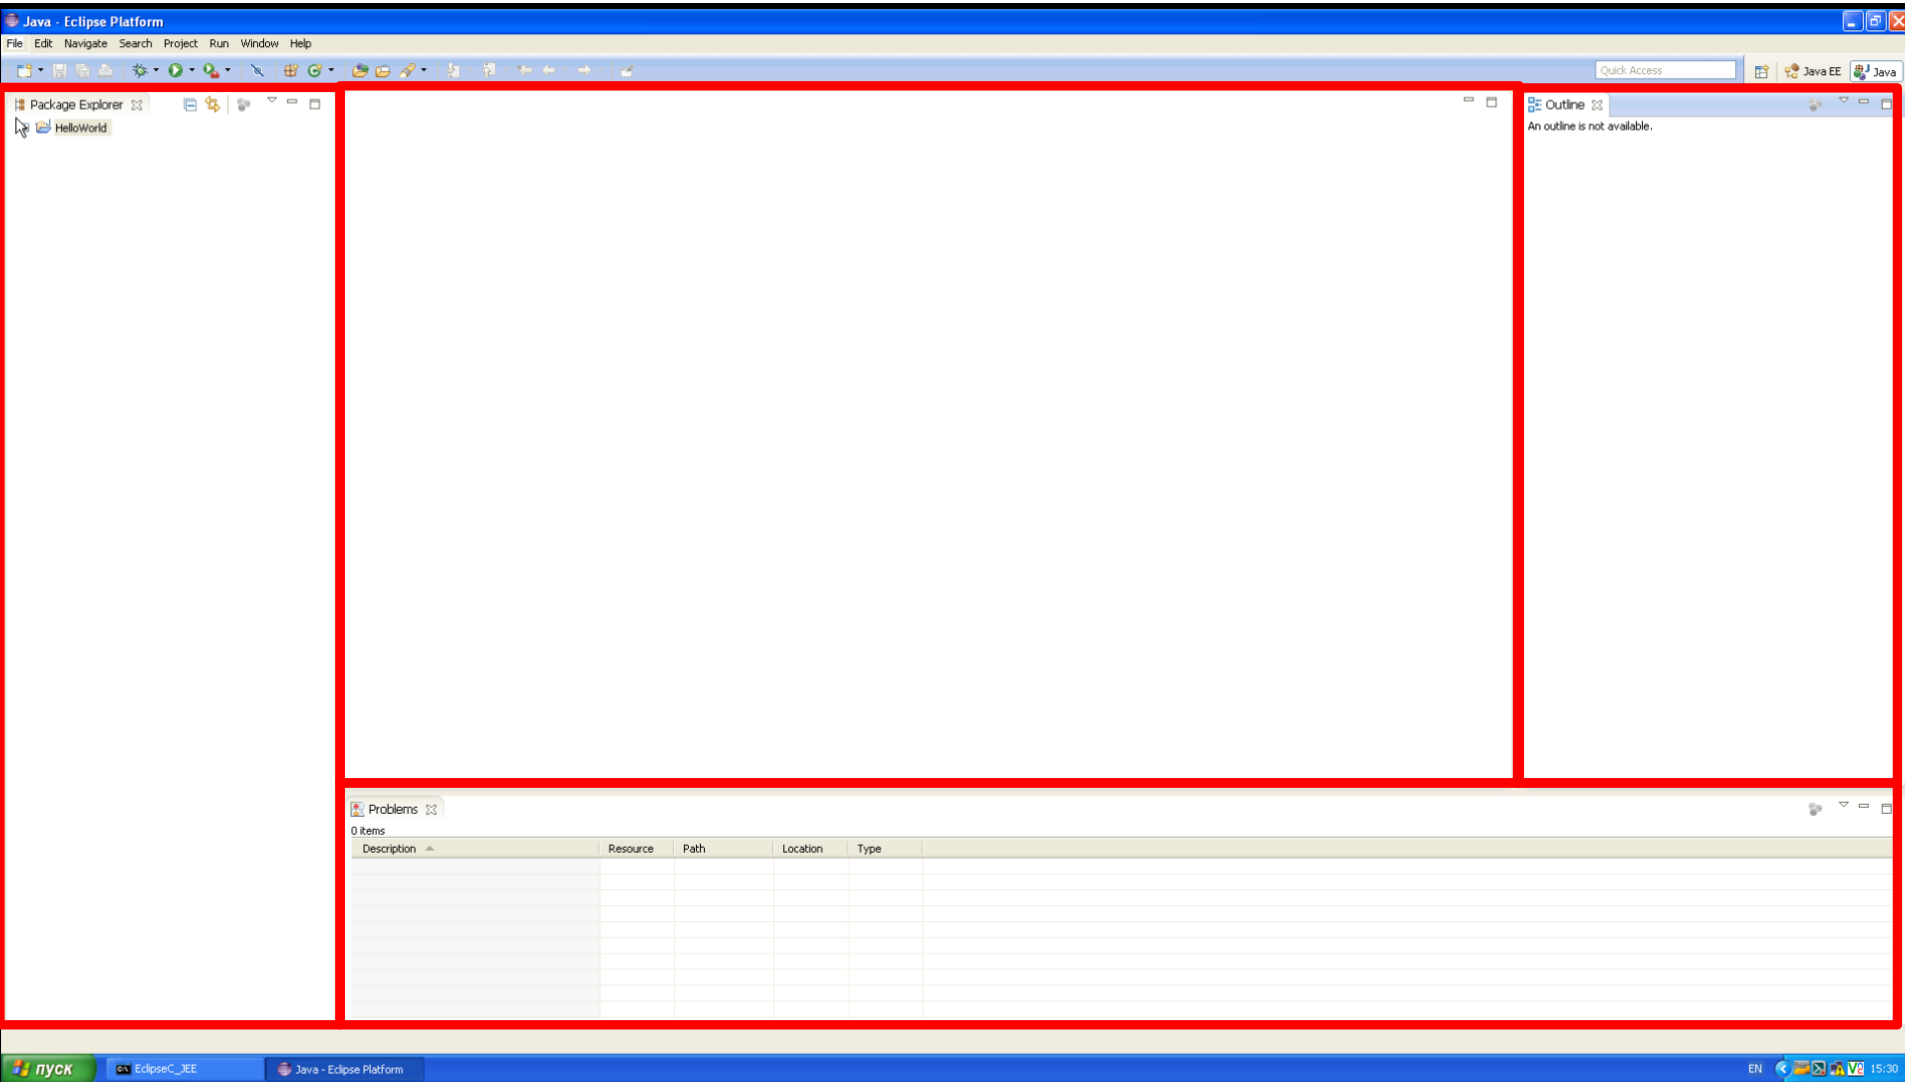 Java - Eclipse Platform
File Edit Navigate Search Project Run Window Help
Quick Access Java EE Java
Package Explorer
HelloWorld
Outline
An outline is not available.
Problems
0 items
Description Resource Path Location Type
пуск EclipseC_JEE Java - Eclipse Platform EN 15:30